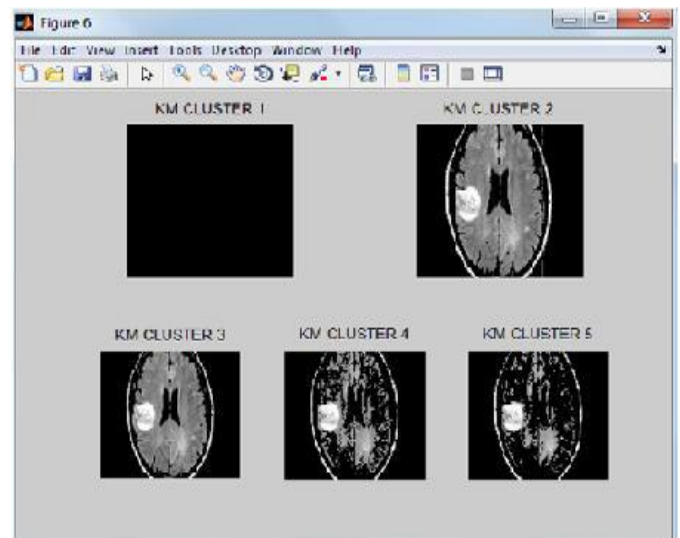 Figure 6
File Edit View Insert Tools Desktop Window Help
KM CLUSTER 1
KM CLUSTER 2
KM CLUSTER 3
KM CLUSTER 4
KM CLUSTER 5